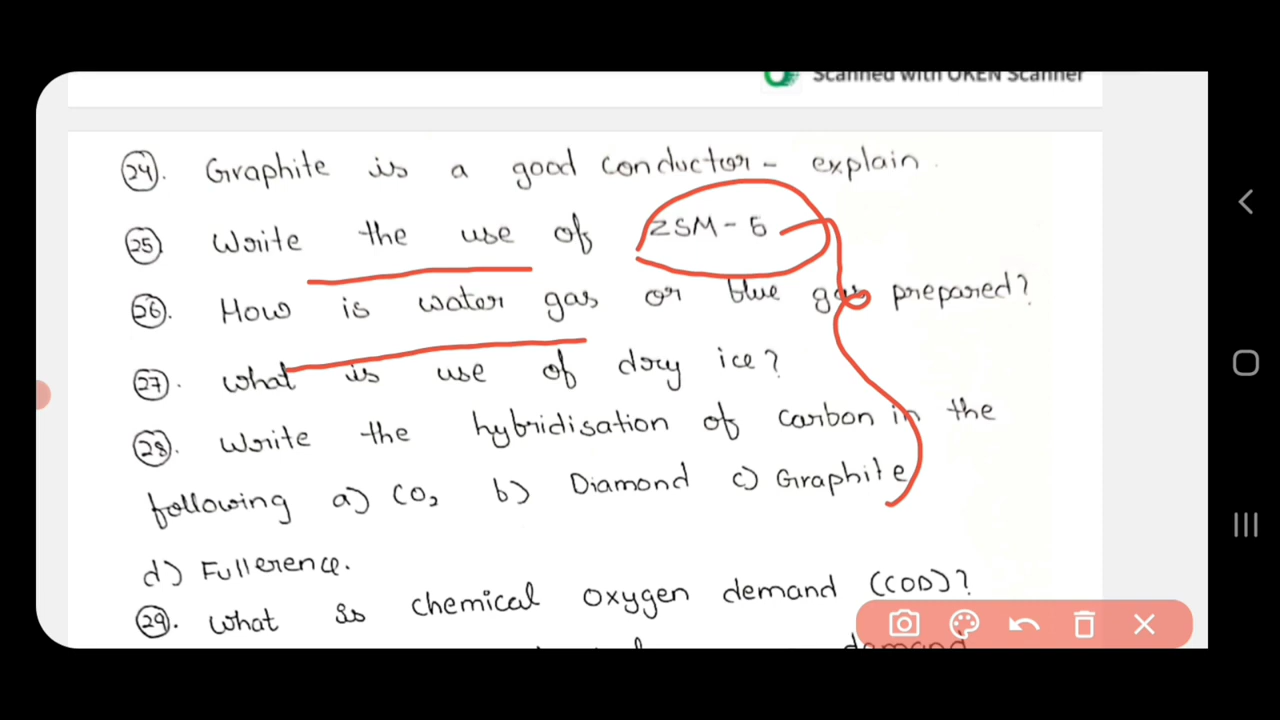 Scanned with OKEN Scanner
24. Graphite is a good conductor - explain.
25. Write the use of ZSM-5
26. How is water gas or blue gas prepared?
27. What is use of dry ice?
28. Write the hybridisation of carbon in the
following a) CO2 b) Diamond c) Graphite
d) Fullerence.
29. What is chemical oxygen demand (COD)?
demand